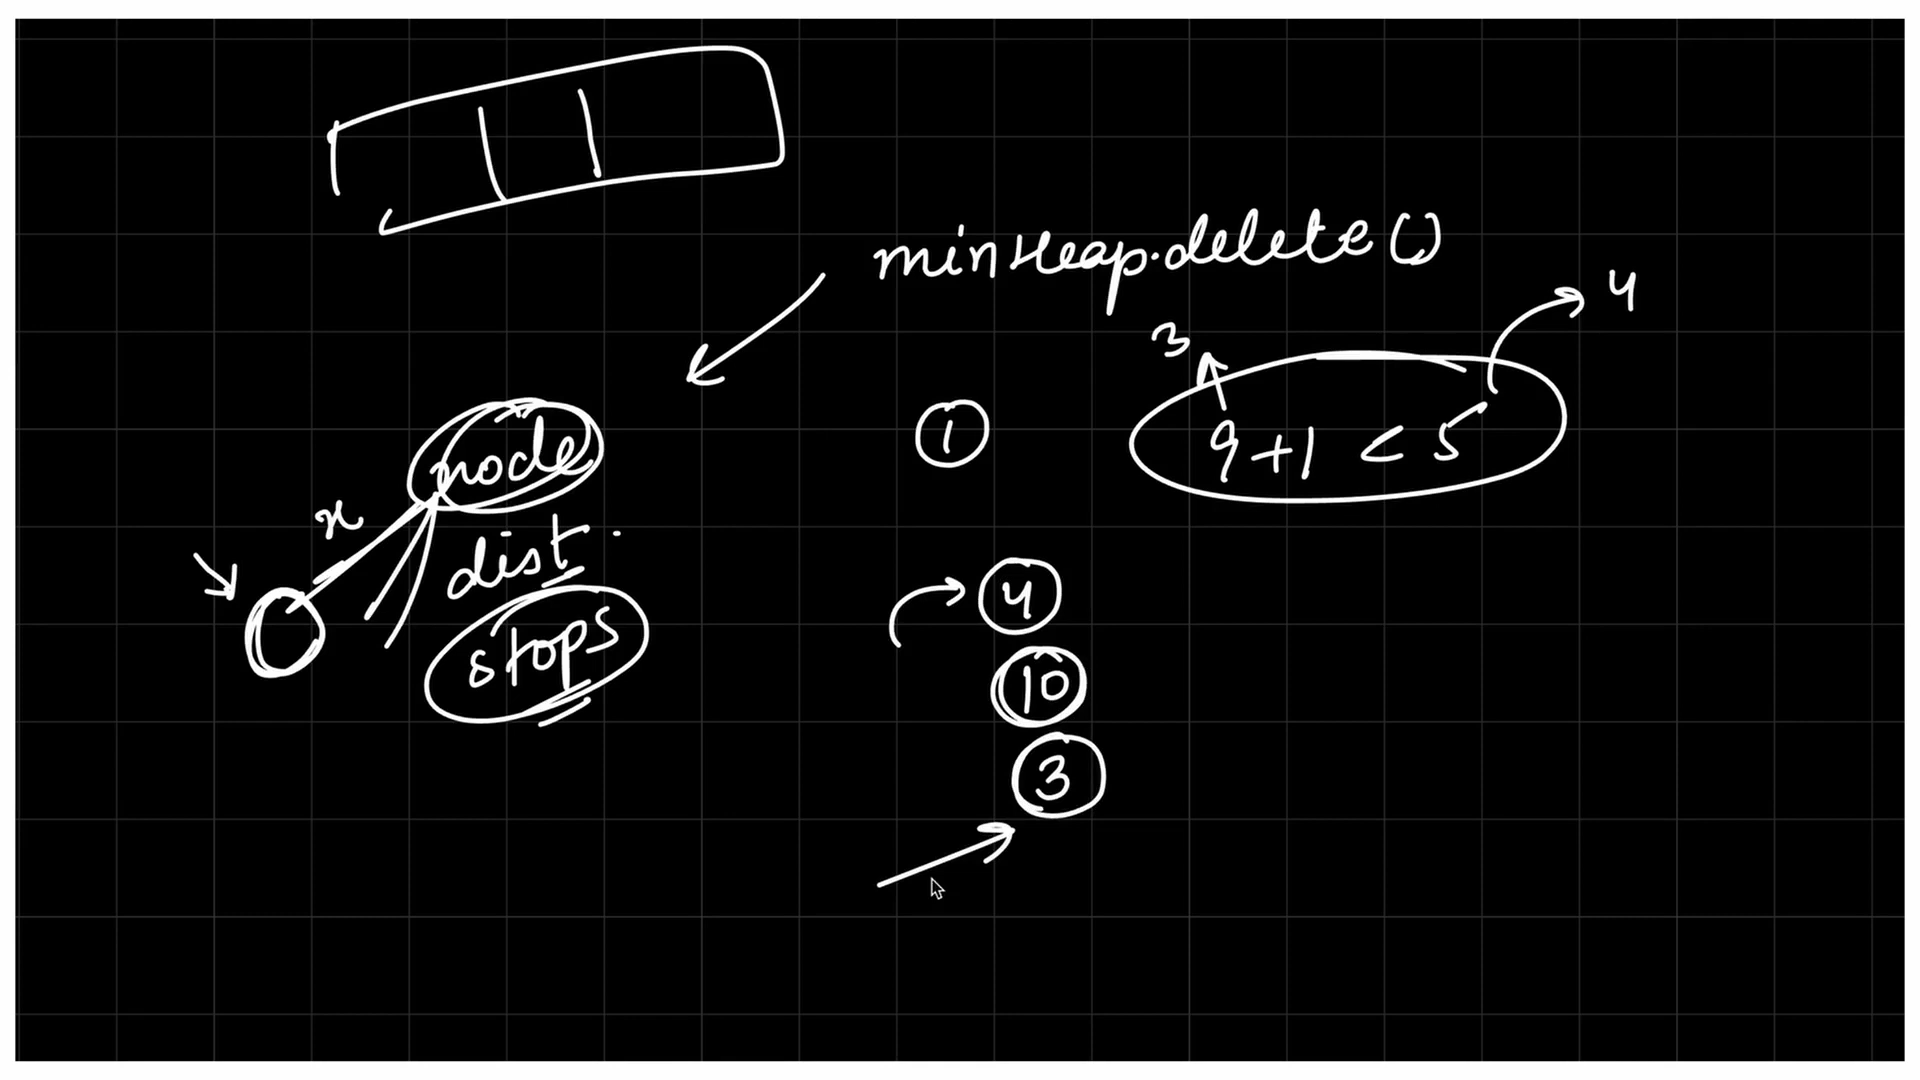 minHeap.delete()
4
3
9+1 < 5
1
node
x
dist.
stops
4
10
3